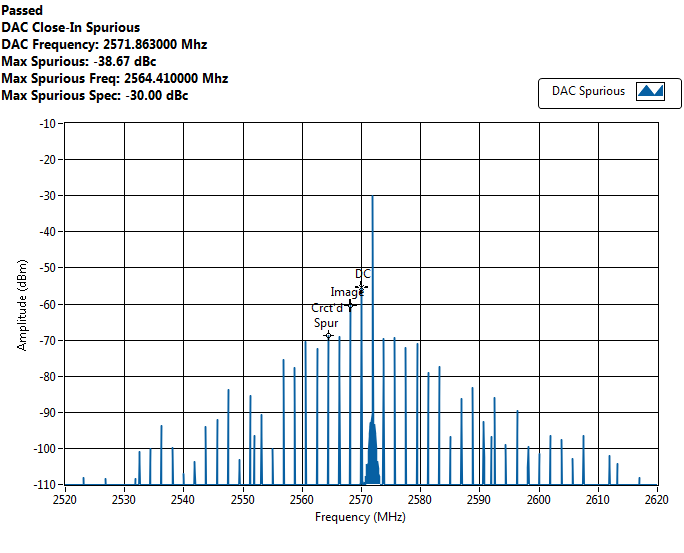 Passed
DAC Close-In Spurious
DAC Frequency: 2571.863000 Mhz
Max Spurious: -38.67 dBc
Max Spurious Freq: 2564.410000 Mhz
Max Spurious Spec: -30.00 dBc
DAC Spurious
-10
-20
-30
-40
-50
-60
-70
-80
-90
-100
-110
Amplitude (dBm)
DC
Image
Crct'd
Spur
2520 2530 2540 2550 2560 2570 2580 2590 2600 2610 2620
Frequency (MHz)